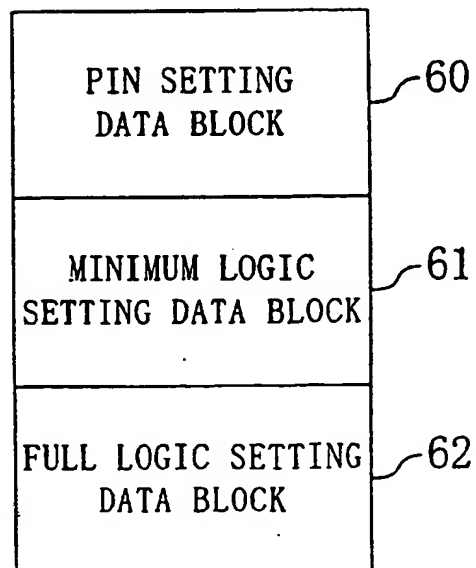 PIN SETTING
DATA BLOCK
60
MINIMUM LOGIC
SETTING DATA BLOCK
61
FULL LOGIC SETTING
DATA BLOCK
62